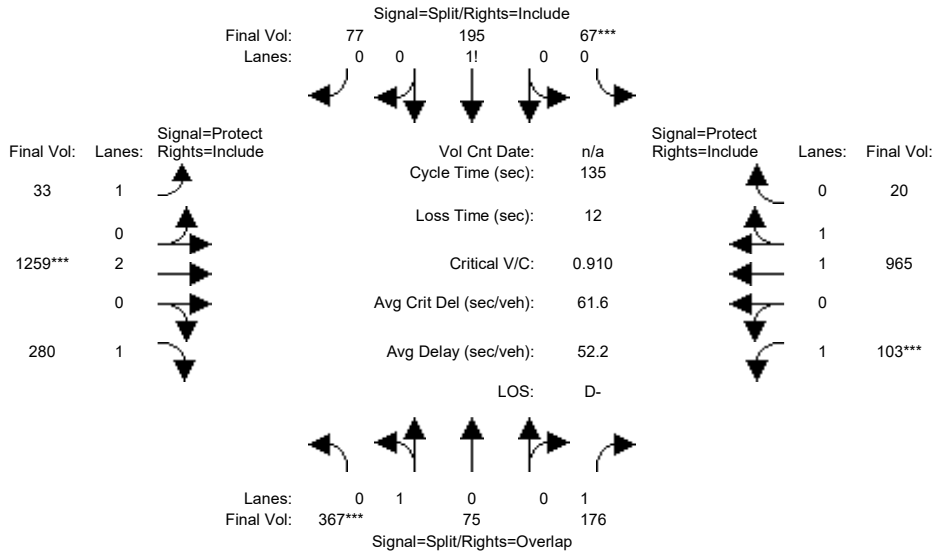 Signal=Split/Rights=Include
Final Vol: 77 195 67***
Lanes: 0 0 1! 0 0
Signal=Protect
Final Vol: Lanes: Rights=Include
Vol Cnt Date: n/a
Signal=Protect
Rights=Include Lanes: Final Vol:
Cycle Time (sec): 135
33 1
0 20
Loss Time (sec): 12
0
1
1259*** 2
Critical V/C: 0.910
1 965
0
Avg Crit Del (sec/veh): 61.6
0
280 1
Avg Delay (sec/veh): 52.2
1 103***
LOS: D-
Lanes: 0 1 0 0 1
Final Vol: 367*** 75 176
Signal=Split/Rights=Overlap